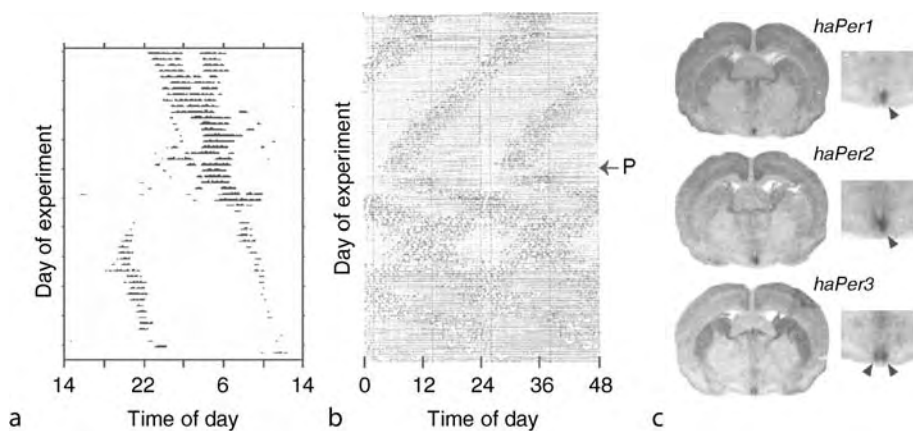 Day of experiment
14 22 6 14
Time of day
a
Day of experiment
P
0 12 24 36 48
Time of day
b
haPer1
haPer2
haPer3
c